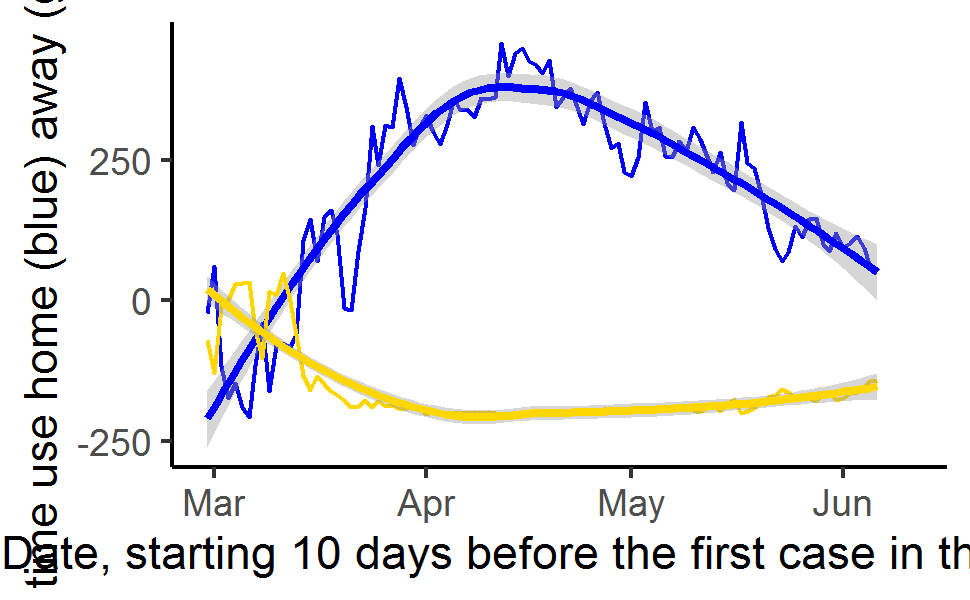 time use home (blue) away (
250
0
-250
Mar Apr May Jun
Date, starting 10 days before the first case in th